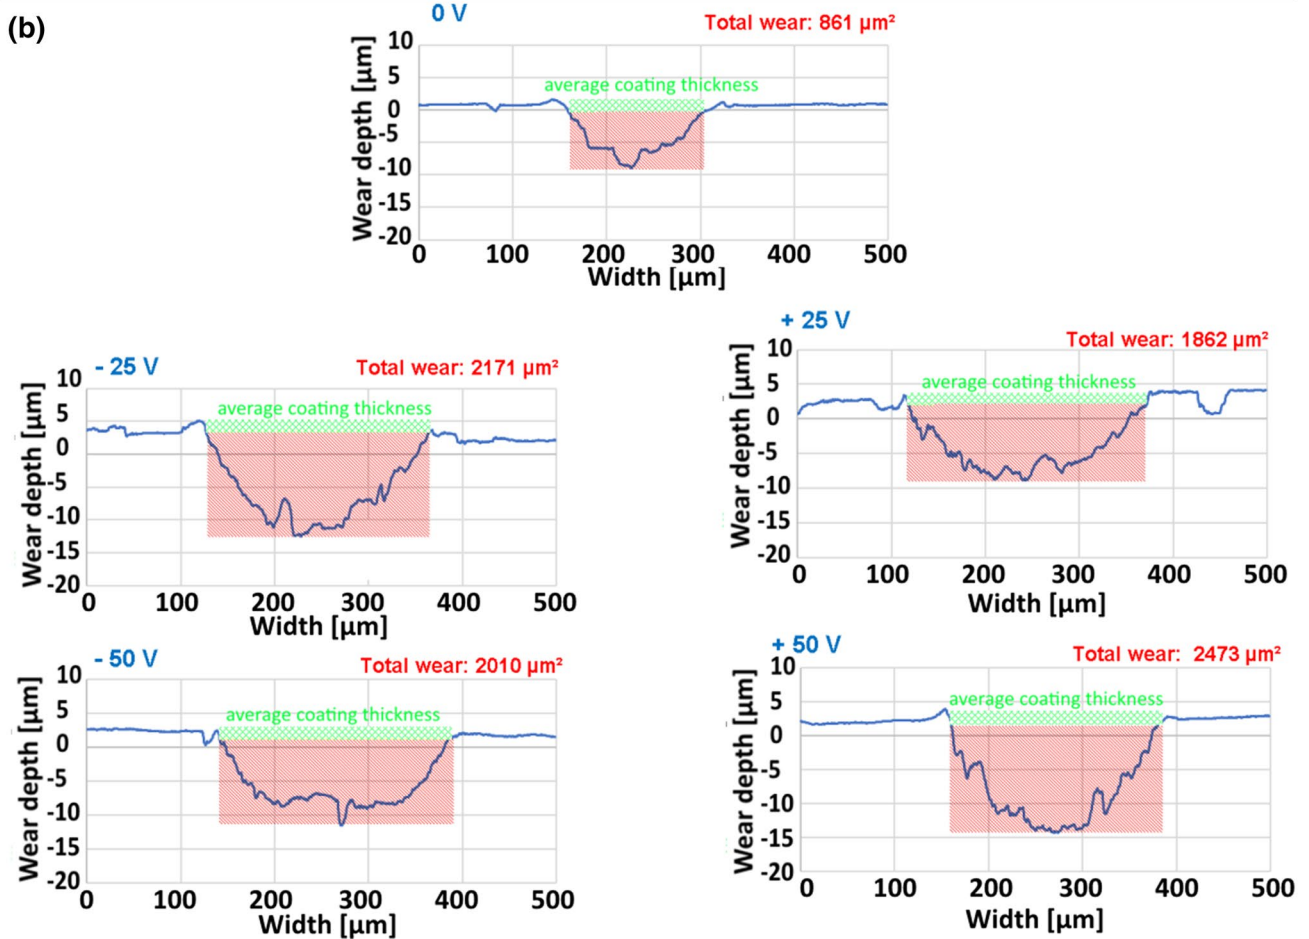 (b)
0 V
Total wear: 861 µm²
average coating thickness
Wear depth [µm]
10
5
0
-5
-10
-15
-20
0 100 200 300 400 500
Width [µm]
- 25 V
Total wear: 2171 µm²
average coating thickness
Wear depth [µm]
10
5
0
-5
-10
-15
-20
0 100 200 300 400 500
Width [µm]
+ 25 V
Total wear: 1862 µm²
average coating thickness
Wear depth [µm]
10
5
0
-5
-10
-15
-20
0 100 200 300 400 500
Width [µm]
- 50 V
Total wear: 2010 µm²
average coating thickness
Wear depth [µm]
10
5
0
-5
-10
-15
-20
0 100 200 300 400 500
Width [µm]
+ 50 V
Total wear: 2473 µm²
average coating thickness
Wear depth [µm]
10
5
0
-5
-10
-15
-20
0 100 200 300 400 500
Width [µm]